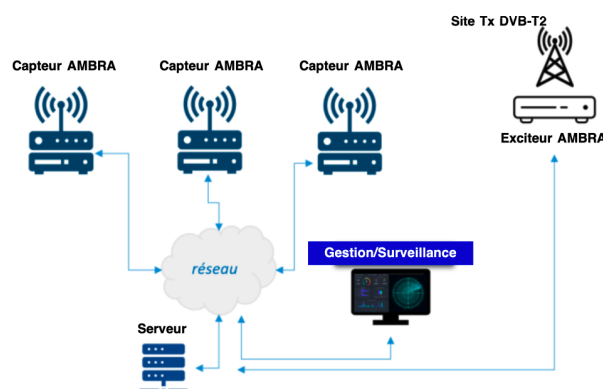 Site Tx DVB-T2
Capteur AMBRA
Capteur AMBRA
Capteur AMBRA
Exciteur AMBRA
Gestion/Surveillance
réseau
Serveur